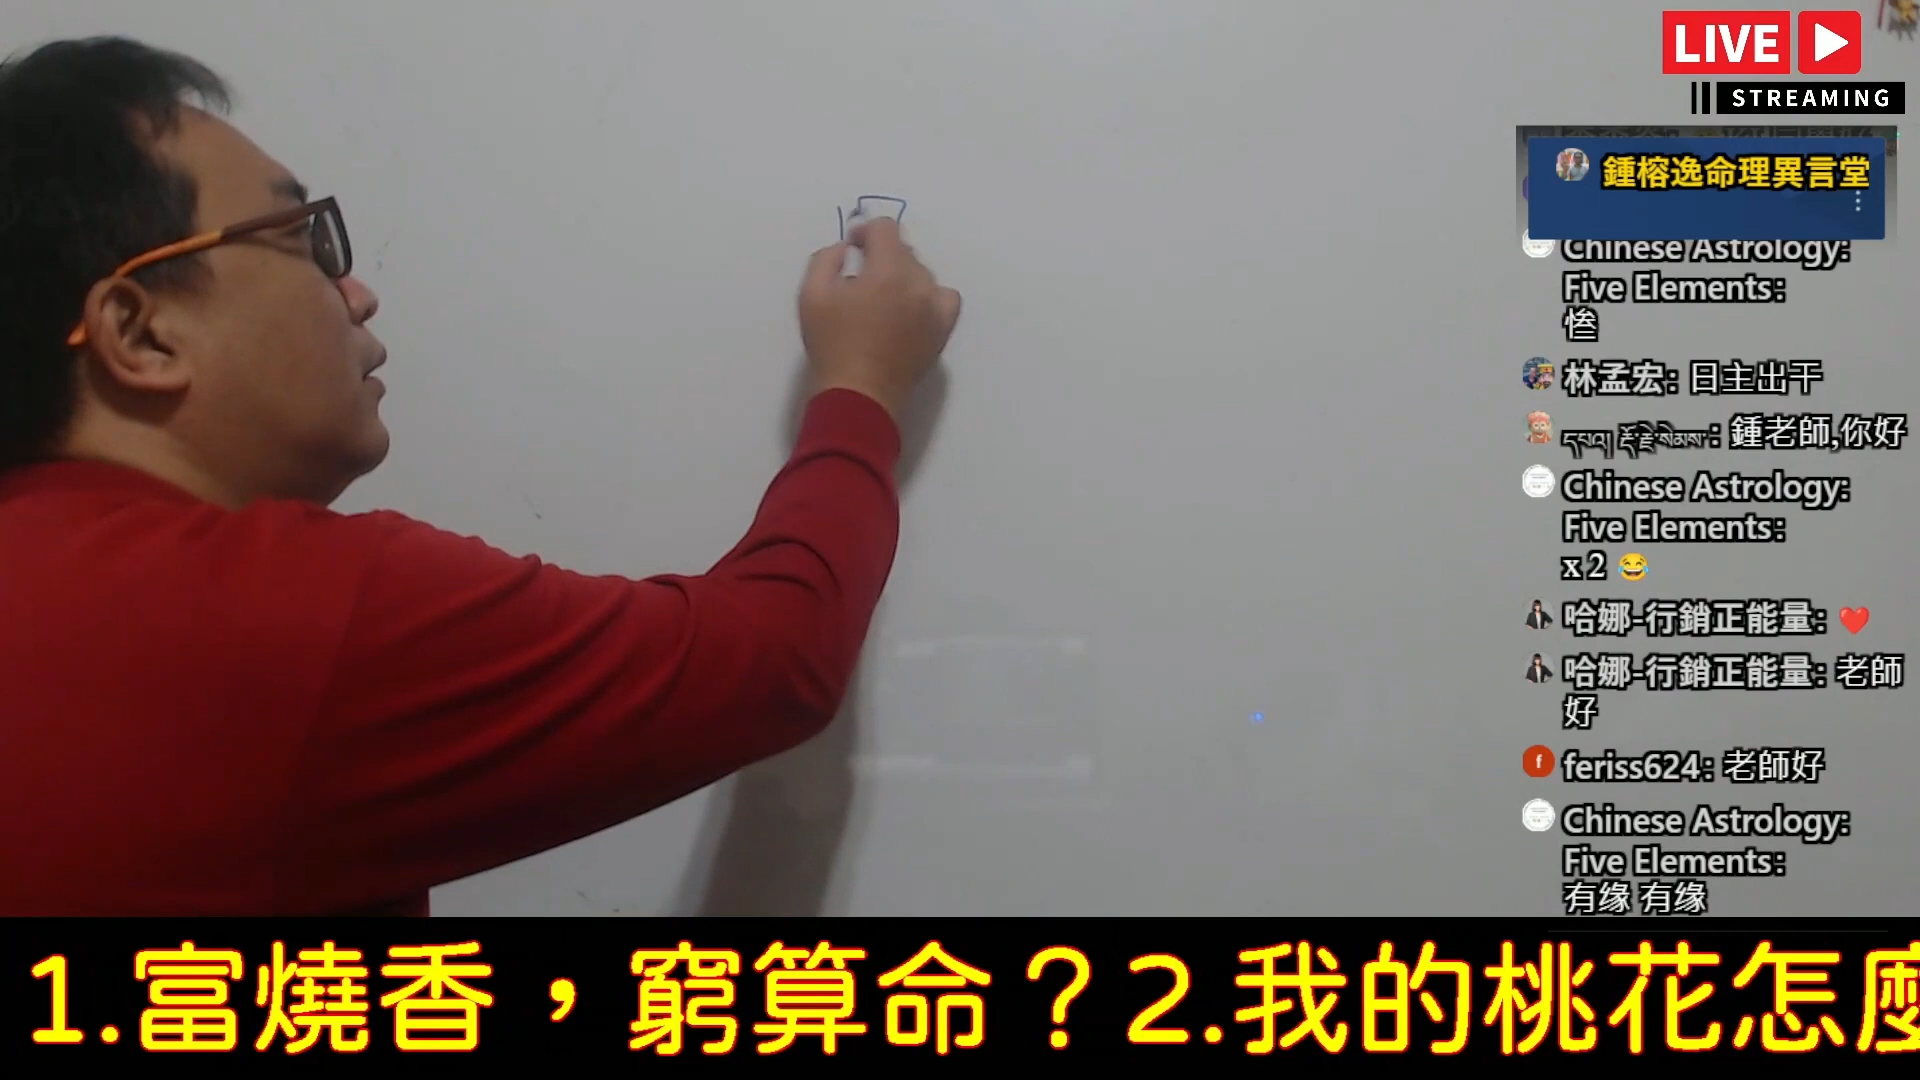 LIVE
STREAMING
鍾榕逸命理異言堂
Chinese Astrology:
Five Elements:
慘
林孟宏: 日主出干
དཔའ། རྡོ་རྗེ་སེམས་: 鍾老師,你好
Chinese Astrology:
Five Elements:
x 2 😂
哈娜-行銷正能量: ❤️
哈娜-行銷正能量: 老師
好
feriss624: 老師好
Chinese Astrology:
Five Elements:
有缘 有缘
1.富燒香，窮算命？2.我的桃花怎麼